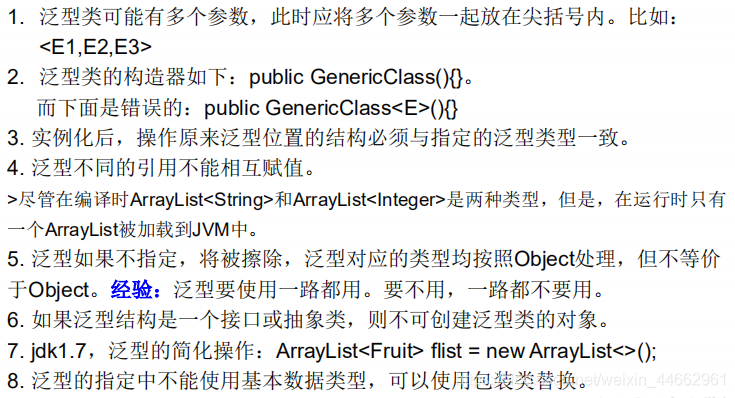 1. 泛型类可能有多个参数，此时应将多个参数一起放在尖括号内。比如：
<E1,E2,E3>
2. 泛型类的构造器如下：public GenericClass(){}。
而下面是错误的：public GenericClass<E>(){}
3. 实例化后，操作原来泛型位置的结构必须与指定的泛型类型一致。
4. 泛型不同的引用不能相互赋值。
>尽管在编译时ArrayList<String>和ArrayList<Integer>是两种类型，但是，在运行时只有
一个ArrayList被加载到JVM中。
5. 泛型如果不指定，将被擦除，泛型对应的类型均按照Object处理，但不等价
于Object。经验：泛型要使用一路都用。要不用，一路都不要用。
6. 如果泛型结构是一个接口或抽象类，则不可创建泛型类的对象。
7. jdk1.7，泛型的简化操作：ArrayList<Fruit> flist = new ArrayList<>();
8. 泛型的指定中不能使用基本数据类型，可以使用包装类替换。
net/weixin_44662961